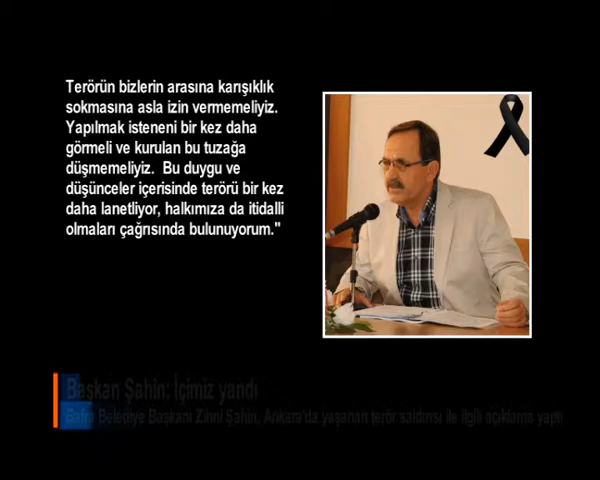 Terörün bizlerin arasına karışıklık
sokmasına asla izin vermemeliyiz.
Yapılmak isteneni bir kez daha
görmeli ve kurulan bu tuzağa
düşmemeliyiz. Bu duygu ve
düşünceler içerisinde terörü bir kez
daha lanetliyor, halkımıza da itidalli
olmaları çağrısında bulunuyorum."
Başkan Şahin: İçimiz yandı
Bafra Belediye Başkanı Zihni Şahin, Ankara'da yaşanan terör saldırısı ile ilgili açıklama yaptı